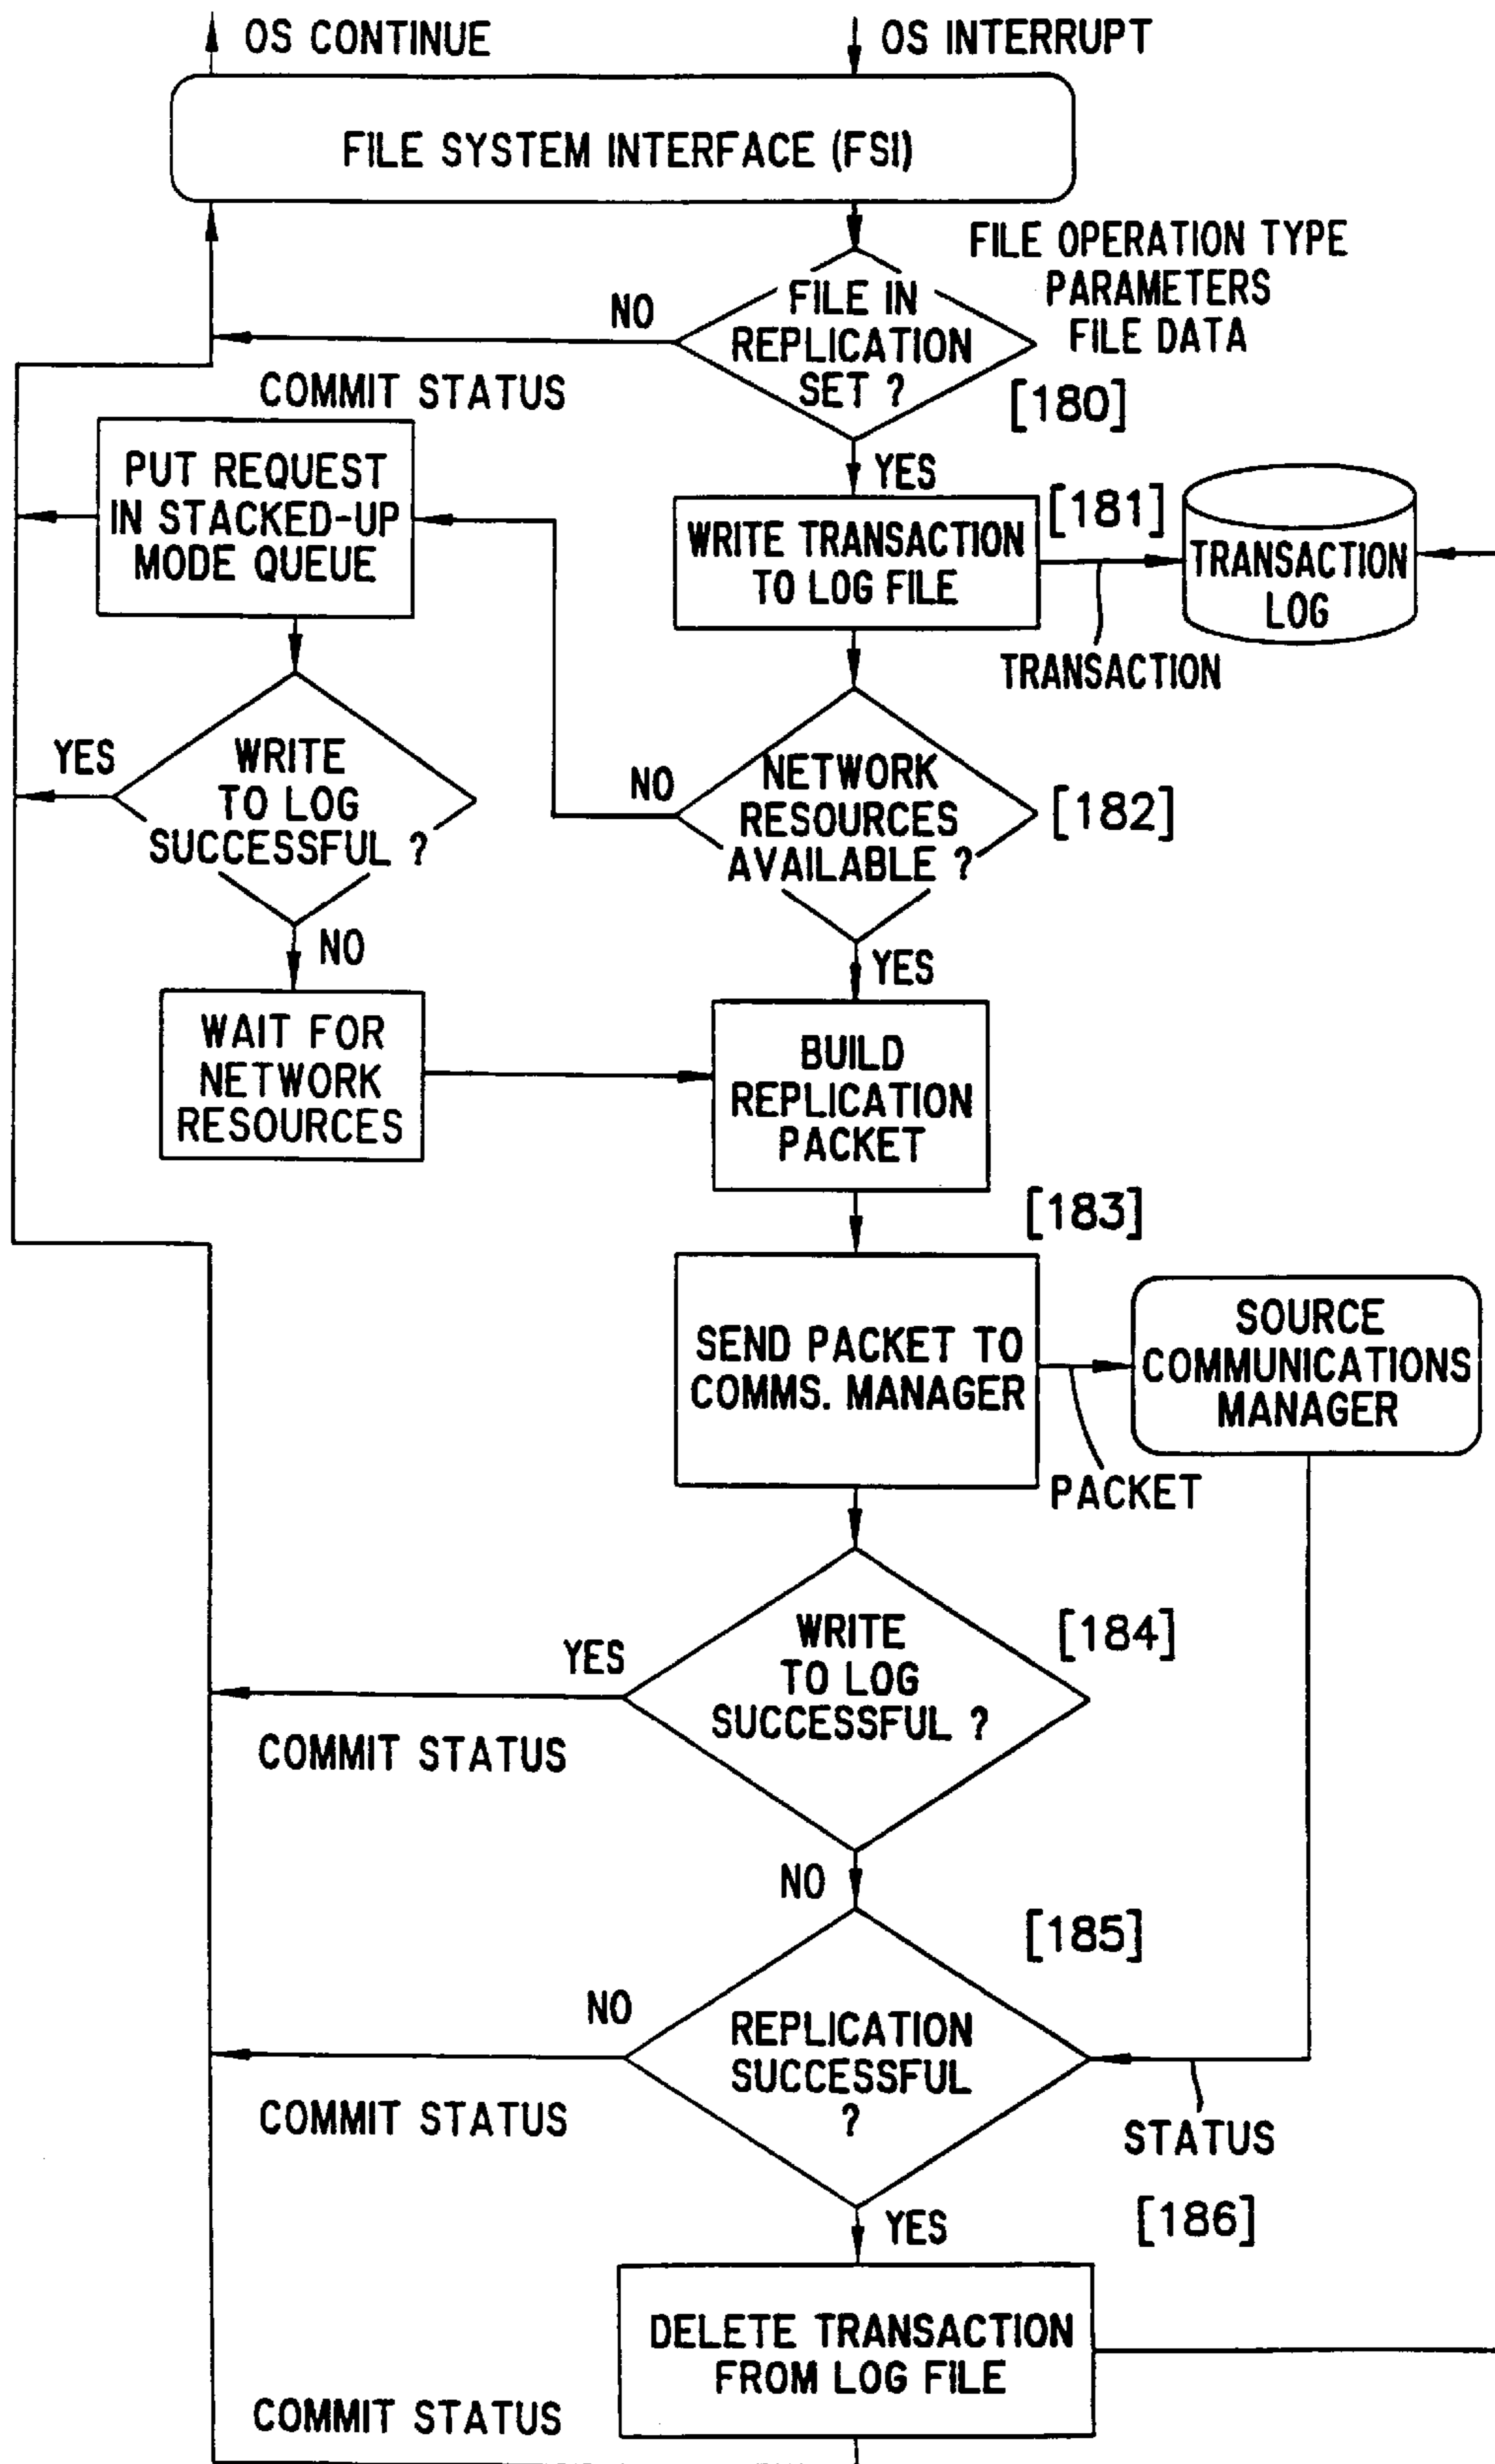 OS CONTINUE
OS INTERRUPT
FILE SYSTEM INTERFACE (FSI)
FILE OPERATION TYPE
PARAMETERS
FILE DATA
FILE IN
REPLICATION
SET ?
NO
COMMIT STATUS
[180]
YES
PUT REQUEST
IN STACKED-UP
MODE QUEUE
WRITE TRANSACTION
TO LOG FILE
[181]
TRANSACTION
LOG
TRANSACTION
YES
WRITE
TO LOG
SUCCESSFUL ?
NO
NO
NETWORK
RESOURCES
AVAILABLE ?
[182]
YES
WAIT FOR
NETWORK
RESOURCES
BUILD
REPLICATION
PACKET
[183]
SEND PACKET TO
COMMS. MANAGER
SOURCE
COMMUNICATIONS
MANAGER
PACKET
WRITE
TO LOG
SUCCESSFUL ?
[184]
YES
COMMIT STATUS
NO
[185]
NO
REPLICATION
SUCCESSFUL
?
COMMIT STATUS
STATUS
[186]
YES
DELETE TRANSACTION
FROM LOG FILE
COMMIT STATUS